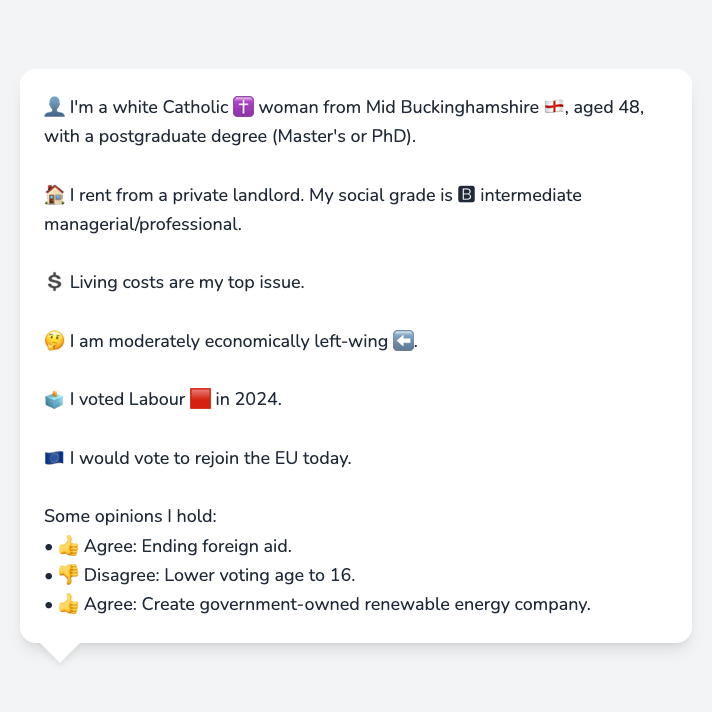 👤 I'm a white Catholic ✝️ woman from Mid Buckinghamshire 🏴󠁧󠁢󠁥󠁮󠁧󠁿, aged 48,
with a postgraduate degree (Master's or PhD).
🏠 I rent from a private landlord. My social grade is 🅱 intermediate
managerial/professional.
💲 Living costs are my top issue.
🤔 I am moderately economically left-wing ⬅️.
🗳️ I voted Labour 🟥 in 2024.
🇪🇺 I would vote to rejoin the EU today.
Some opinions I hold:
• 👍 Agree: Ending foreign aid.
• 👎 Disagree: Lower voting age to 16.
• 👍 Agree: Create government-owned renewable energy company.